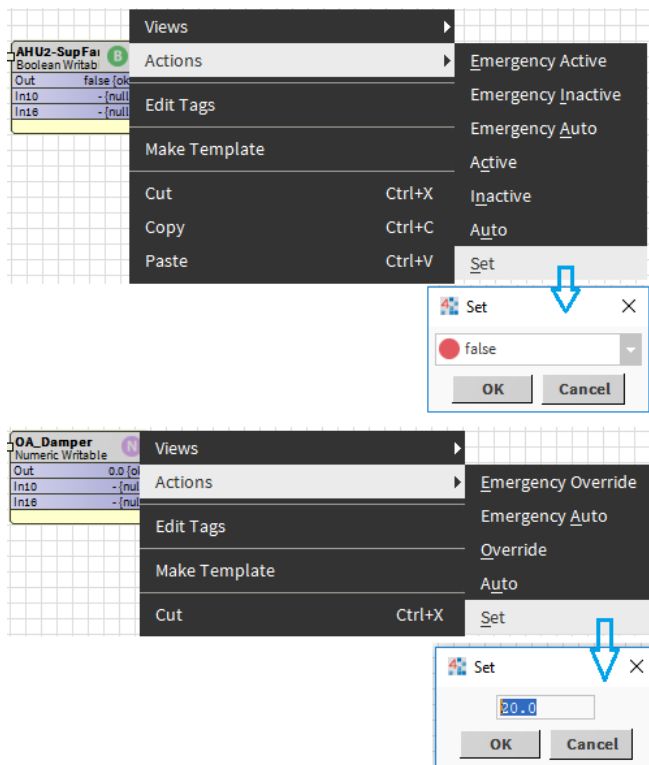 AHU2-SupFa
B
Boolean Writab
Out false {ok
In10 - {null
In16 - {null
Views
Actions
Edit Tags
Make Template
Cut Ctrl+X
Copy Ctrl+C
Paste Ctrl+V
Emergency Active
Emergency Inactive
Emergency Auto
Active
Inactive
Auto
Set
Set
false
OK Cancel
OA_Damper
N
Numeric Writable
Out 0.0 {ol
In10 - {nul
In16 - {nul
Views
Actions
Edit Tags
Make Template
Cut Ctrl+X
Emergency Override
Emergency Auto
Override
Auto
Set
Set
20.0
OK Cancel